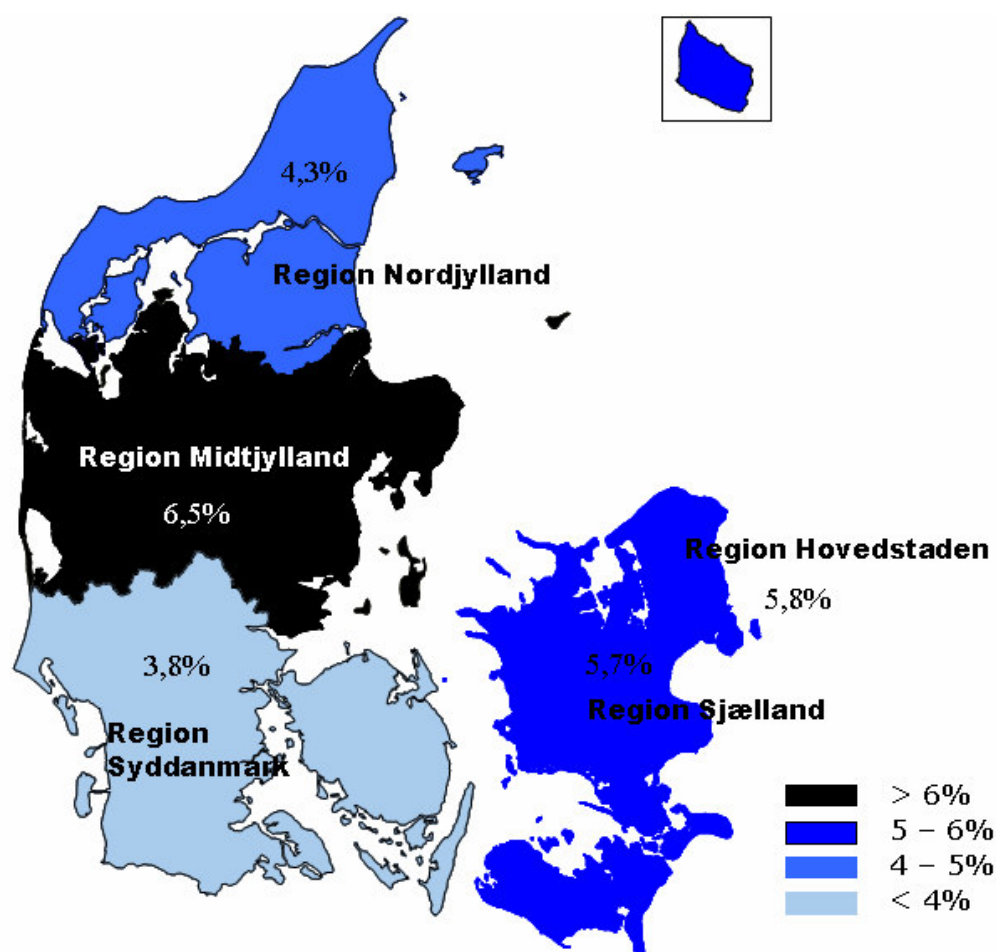 4,3%
Region Nordjylland
Region Midtjylland
6,5%
Region Hovedstaden
5,8%
3,8%
5,7%
Region Sjælland
Region
Syddanmark
> 6%
5 – 6%
4 – 5%
< 4%